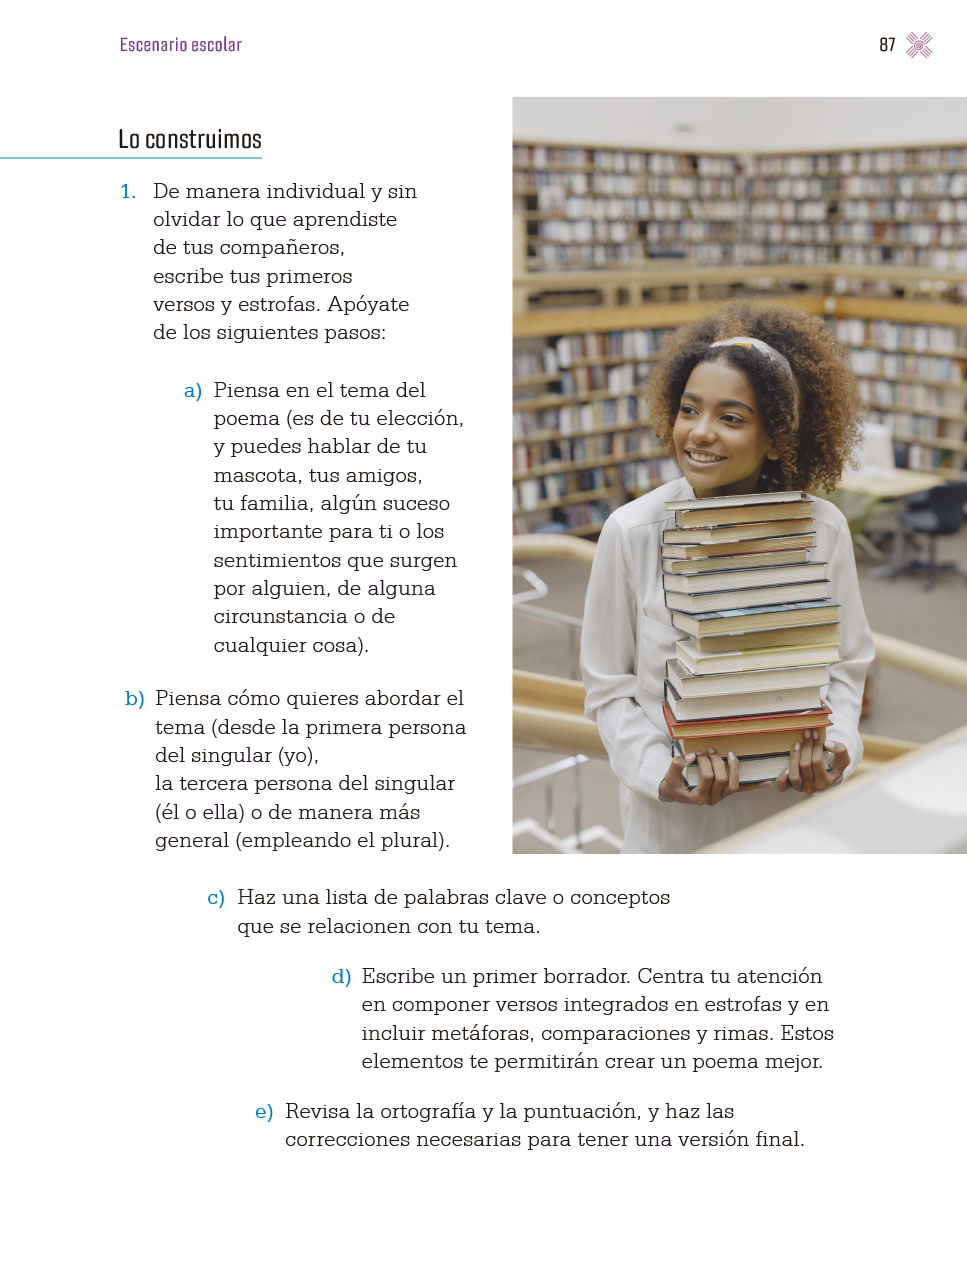 Escenario escolar
87
Lo construimos
1. De manera individual y sin
olvidar lo que aprendiste
de tus compañeros,
escribe tus primeros
versos y estrofas. Apóyate
de los siguientes pasos:
a) Piensa en el tema del
poema (es de tu elección,
y puedes hablar de tu
mascota, tus amigos,
tu familia, algún suceso
importante para ti o los
sentimientos que surgen
por alguien, de alguna
circunstancia o de
cualquier cosa).
b) Piensa cómo quieres abordar el
tema (desde la primera persona
del singular (yo),
la tercera persona del singular
(él o ella) o de manera más
general (empleando el plural).
c) Haz una lista de palabras clave o conceptos
que se relacionen con tu tema.
d) Escribe un primer borrador. Centra tu atención
en componer versos integrados en estrofas y en
incluir metáforas, comparaciones y rimas. Estos
elementos te permitirán crear un poema mejor.
e) Revisa la ortografía y la puntuación, y haz las
correcciones necesarias para tener una versión final.